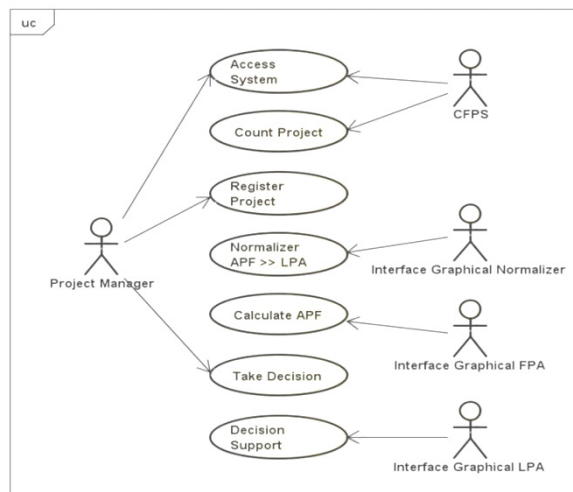 uc
Access
System
CFPS
Count Project
Register
Project
Project Manager
Normalizer
APF >> LPA
Interface Graphical Normalizer
Calculate APF
Interface Graphical FPA
Take Decision
Decision
Support
Interface Graphical LPA